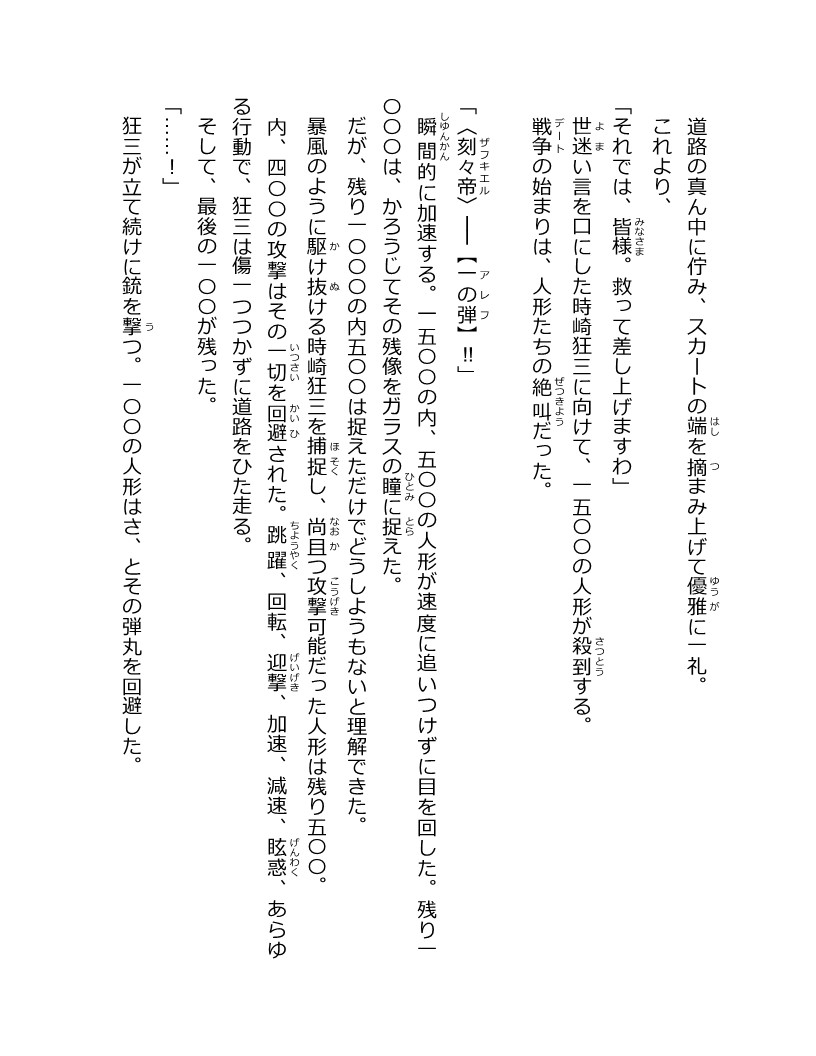 道路の真ん中に佇み、スカートの端を摘まみ上げて優雅に一礼。
これより、
「それでは、皆様。救って差し上げますわ」
世迷い言を口にした時崎狂三に向けて、一五〇〇の人形が殺到する。
戦争の始まりは、人形たちの絶叫だった。
「〈刻々帝〉──【一の弾】‼」
瞬間的に加速する。一五〇〇の内、五〇〇の人形が速度に追いつけずに目を回した。残り一
〇〇〇は、かろうじてその残像をガラスの瞳に捉えた。
だが、残り一〇〇〇の内五〇〇は捉えただけでどうしようもないと理解できた。
暴風のように駆け抜ける時崎狂三を捕捉し、尚且つ攻撃可能だった人形は残り五〇〇。
内、四〇〇の攻撃はその一切を回避された。跳躍、回転、迎撃、加速、減速、眩惑、あらゆ
る行動で、狂三は傷一つつかずに道路をひた走る。
そして、最後の一〇〇が残った。
「……！」
狂三が立て続けに銃を撃つ。一〇〇の人形はさ、とその弾丸を回避した。